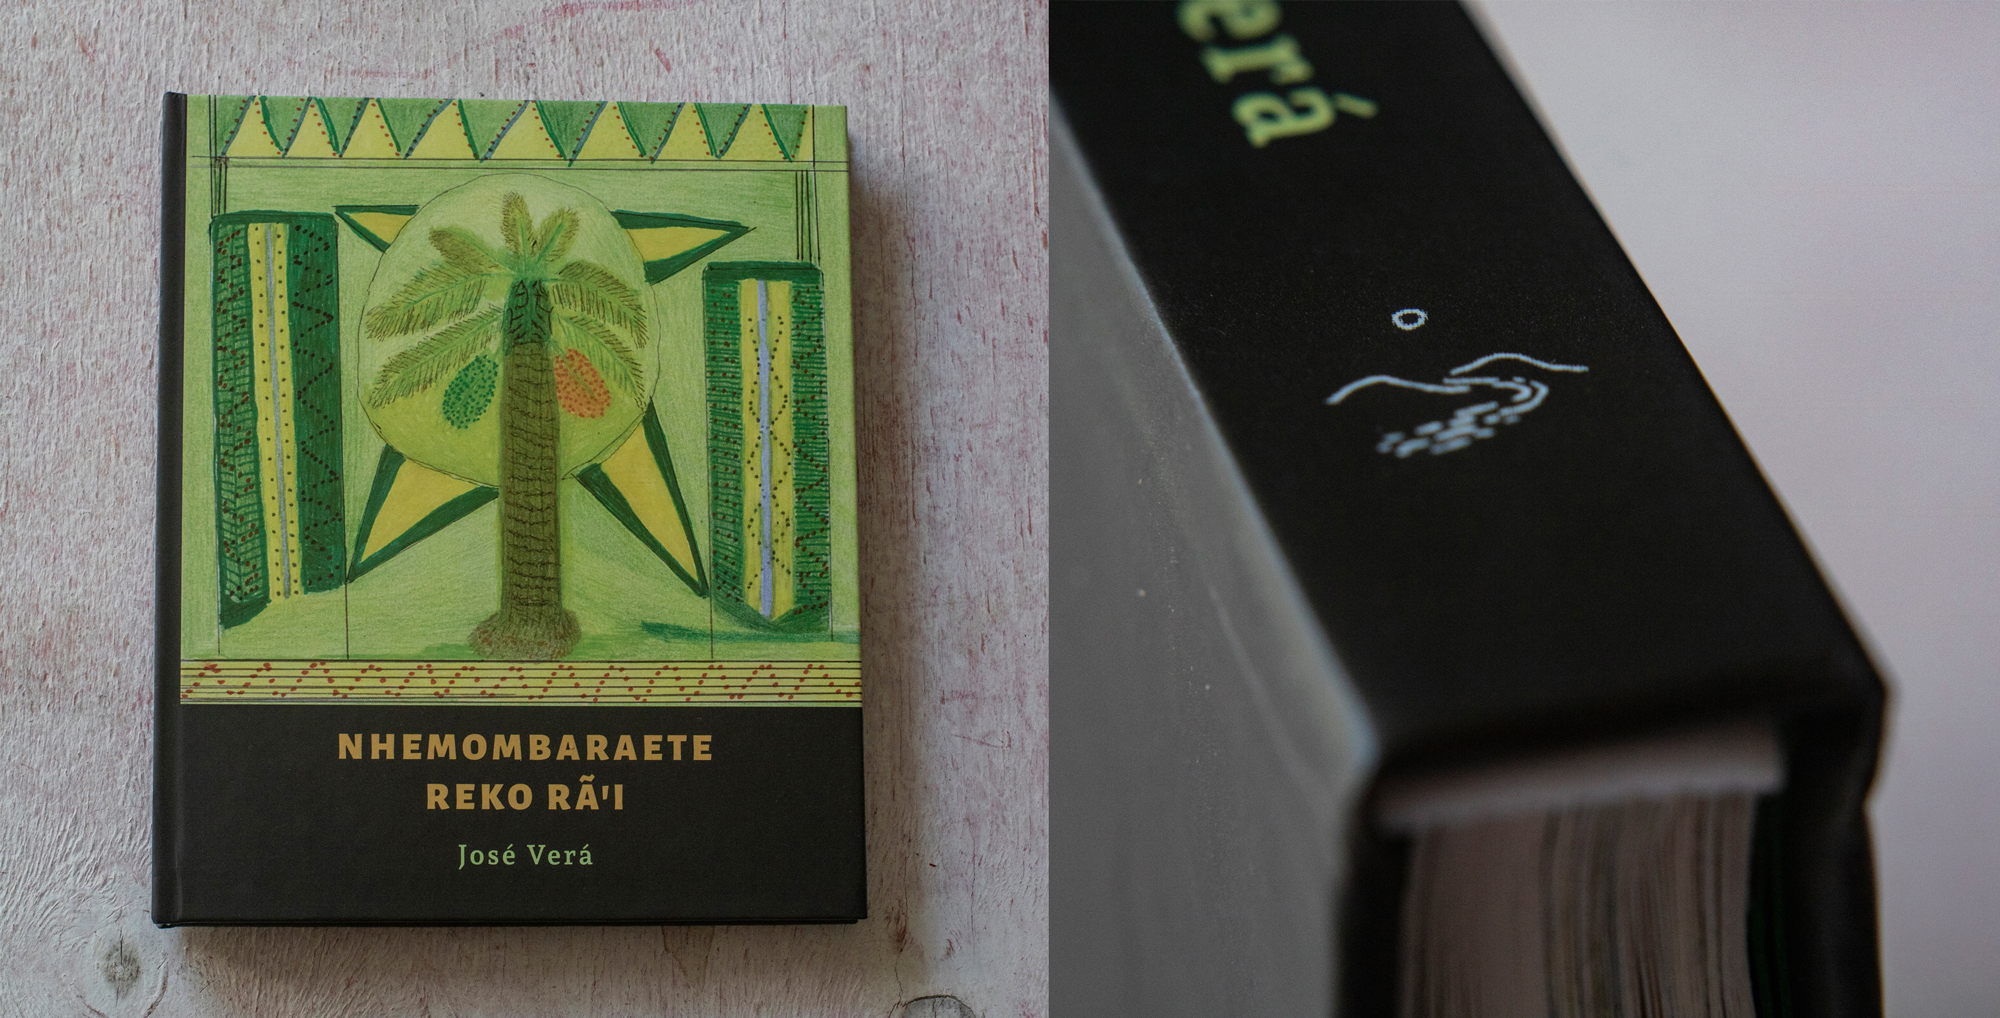 NHEMOMBARAETE
REKO RÃ'I
José Verá
erá